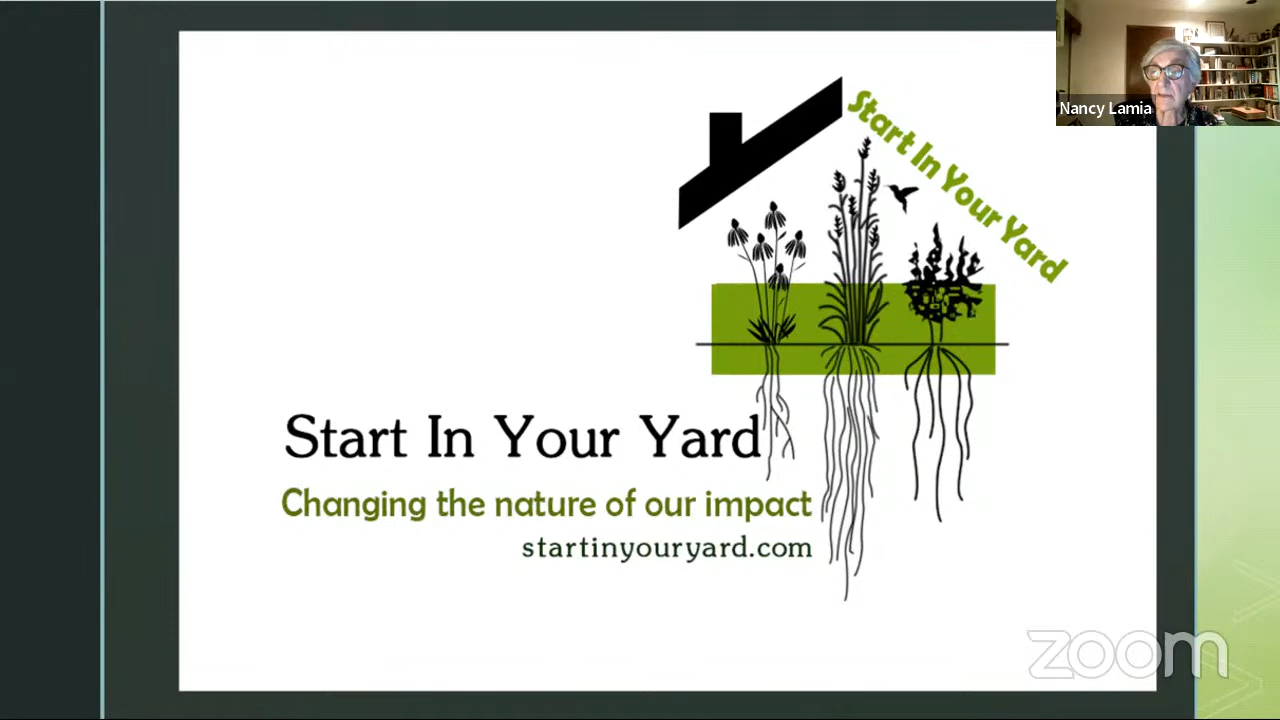 Nancy Lamia
Start In Your Yard
Start In Your Yard
Changing the nature of our impact
startinyouryard.com
zoom